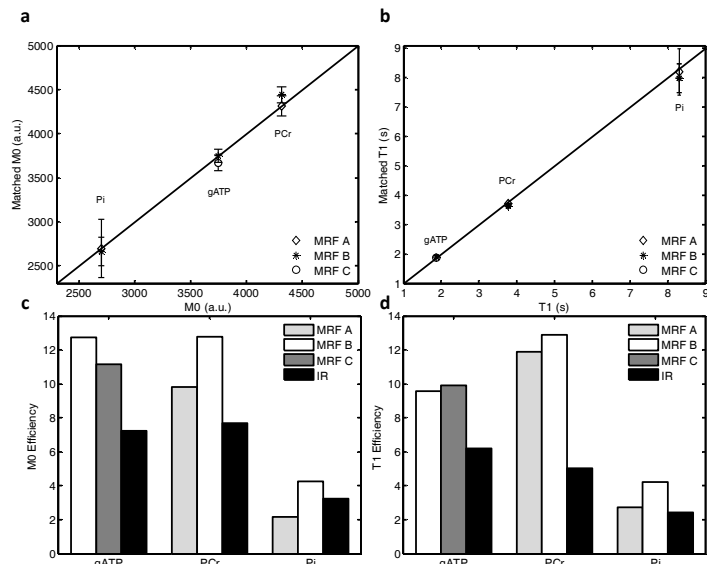 a
5000
4500
4000
3500
3000
2500
Matched M0 (a.u.)
Pi
gATP
PCr
MRF A
MRF B
MRF C
2500 3000 3500 4000 4500 5000
M0 (a.u.)
b
9
8
7
6
5
4
3
2
1
Matched T1 (s)
gATP
PCr
Pi
MRF A
MRF B
MRF C
1 2 3 4 5 6 7 8 9
T1 (s)
c
14
12
10
8
6
4
2
0
M0 Efficiency
MRF A
MRF B
MRF C
IR
gATP PCr Pi
d
14
12
10
8
6
4
2
0
T1 Efficiency
MRF A
MRF B
MRF C
IR
gATP PCr Pi